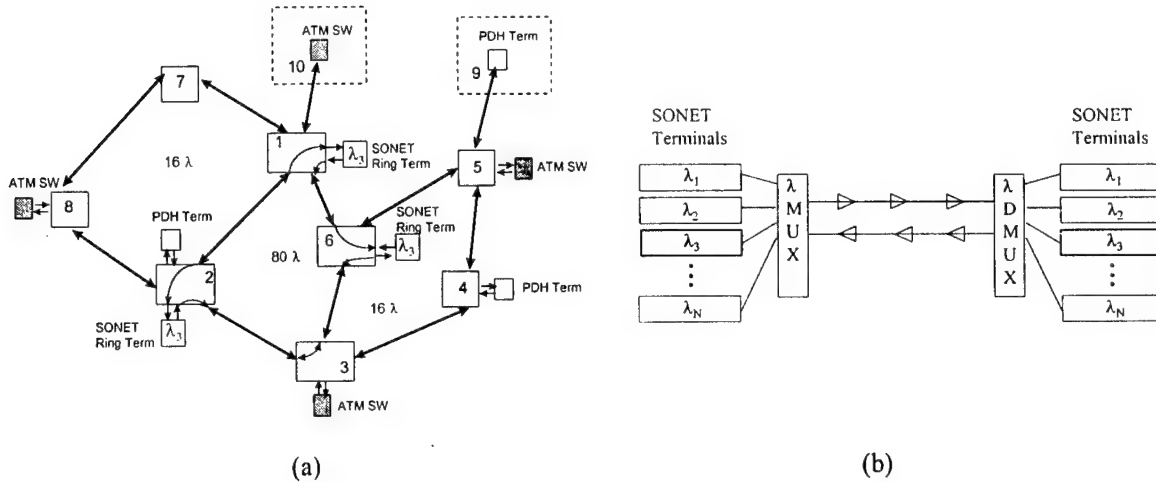 ATM SW
10
PDH Term
9
7
1
λ3
SONET
Ring Term
16 λ
5
ATM SW
ATM SW
8
PDH Term
SONET
Ring Term
6
λ3
80 λ
2
4
PDH Term
16 λ
SONET
Ring Term
λ3
3
ATM SW
(a)
SONET
Terminals
λ1
λ2
λ3
λN
λ
M
U
X
λ
D
M
U
X
SONET
Terminals
λ1
λ2
λ3
λN
(b)